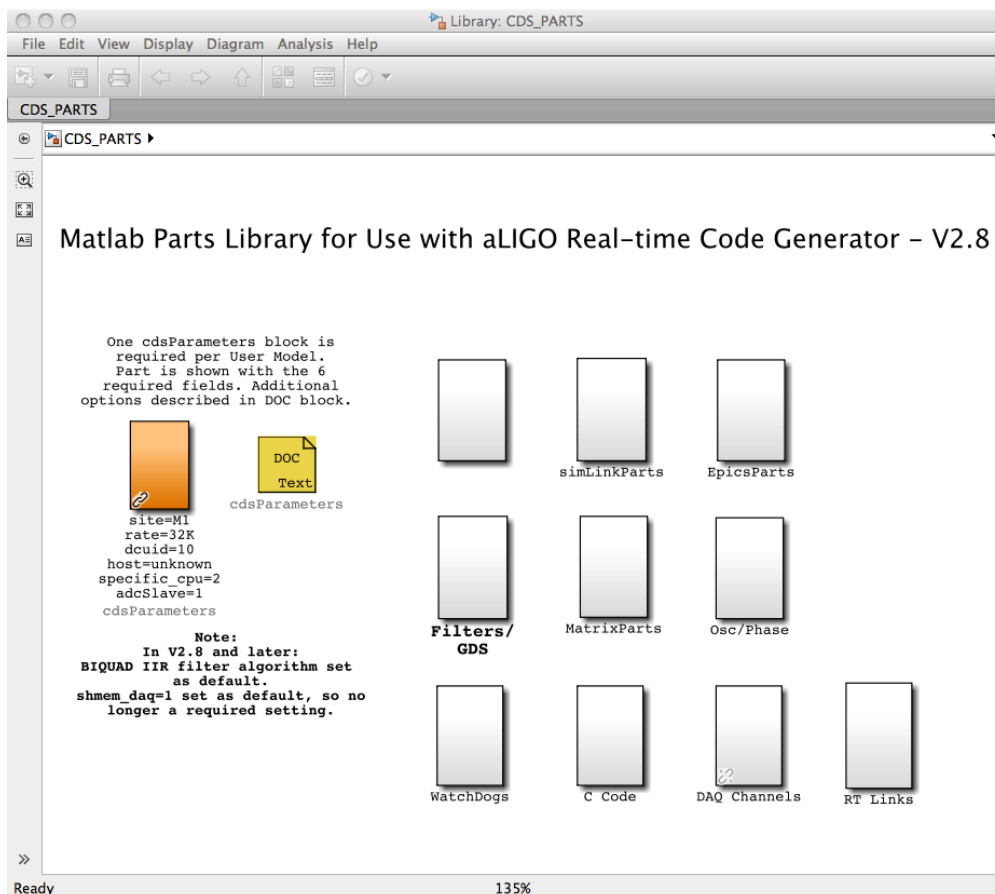 Library: CDS_PARTS
File Edit View Display Diagram Analysis Help
CDS_PARTS
CDS_PARTS
Matlab Parts Library for Use with aLIGO Real-time Code Generator – V2.8
One cdsParameters block is
required per User Model.
Part is shown with the 6
required fields. Additional
options described in DOC block.
DOC
Text
cdsParameters
site=M1
rate=32K
dcuid=10
host=unknown
specific_cpu=2
adcSlave=1
cdsParameters
Note:
In V2.8 and later:
BIQUAD IIR filter algorithm set
as default.
shmem_daq=1 set as default, so no
longer a required setting.
simLinkParts
EpicsParts
Filters/
GDS
MatrixParts
Osc/Phase
WatchDogs
C Code
DAQ Channels
RT Links
Ready
135%